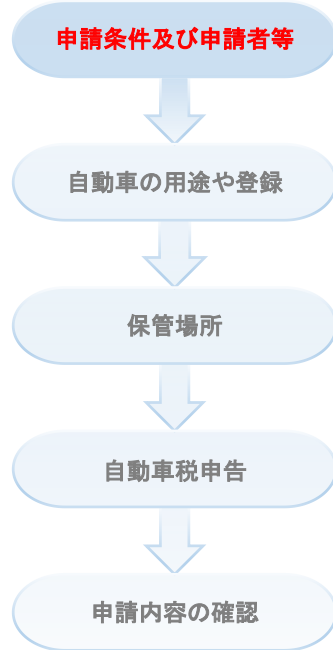 申請条件及び申請者等
自動車の用途や登録
保管場所
自動車税申告
申請内容の確認